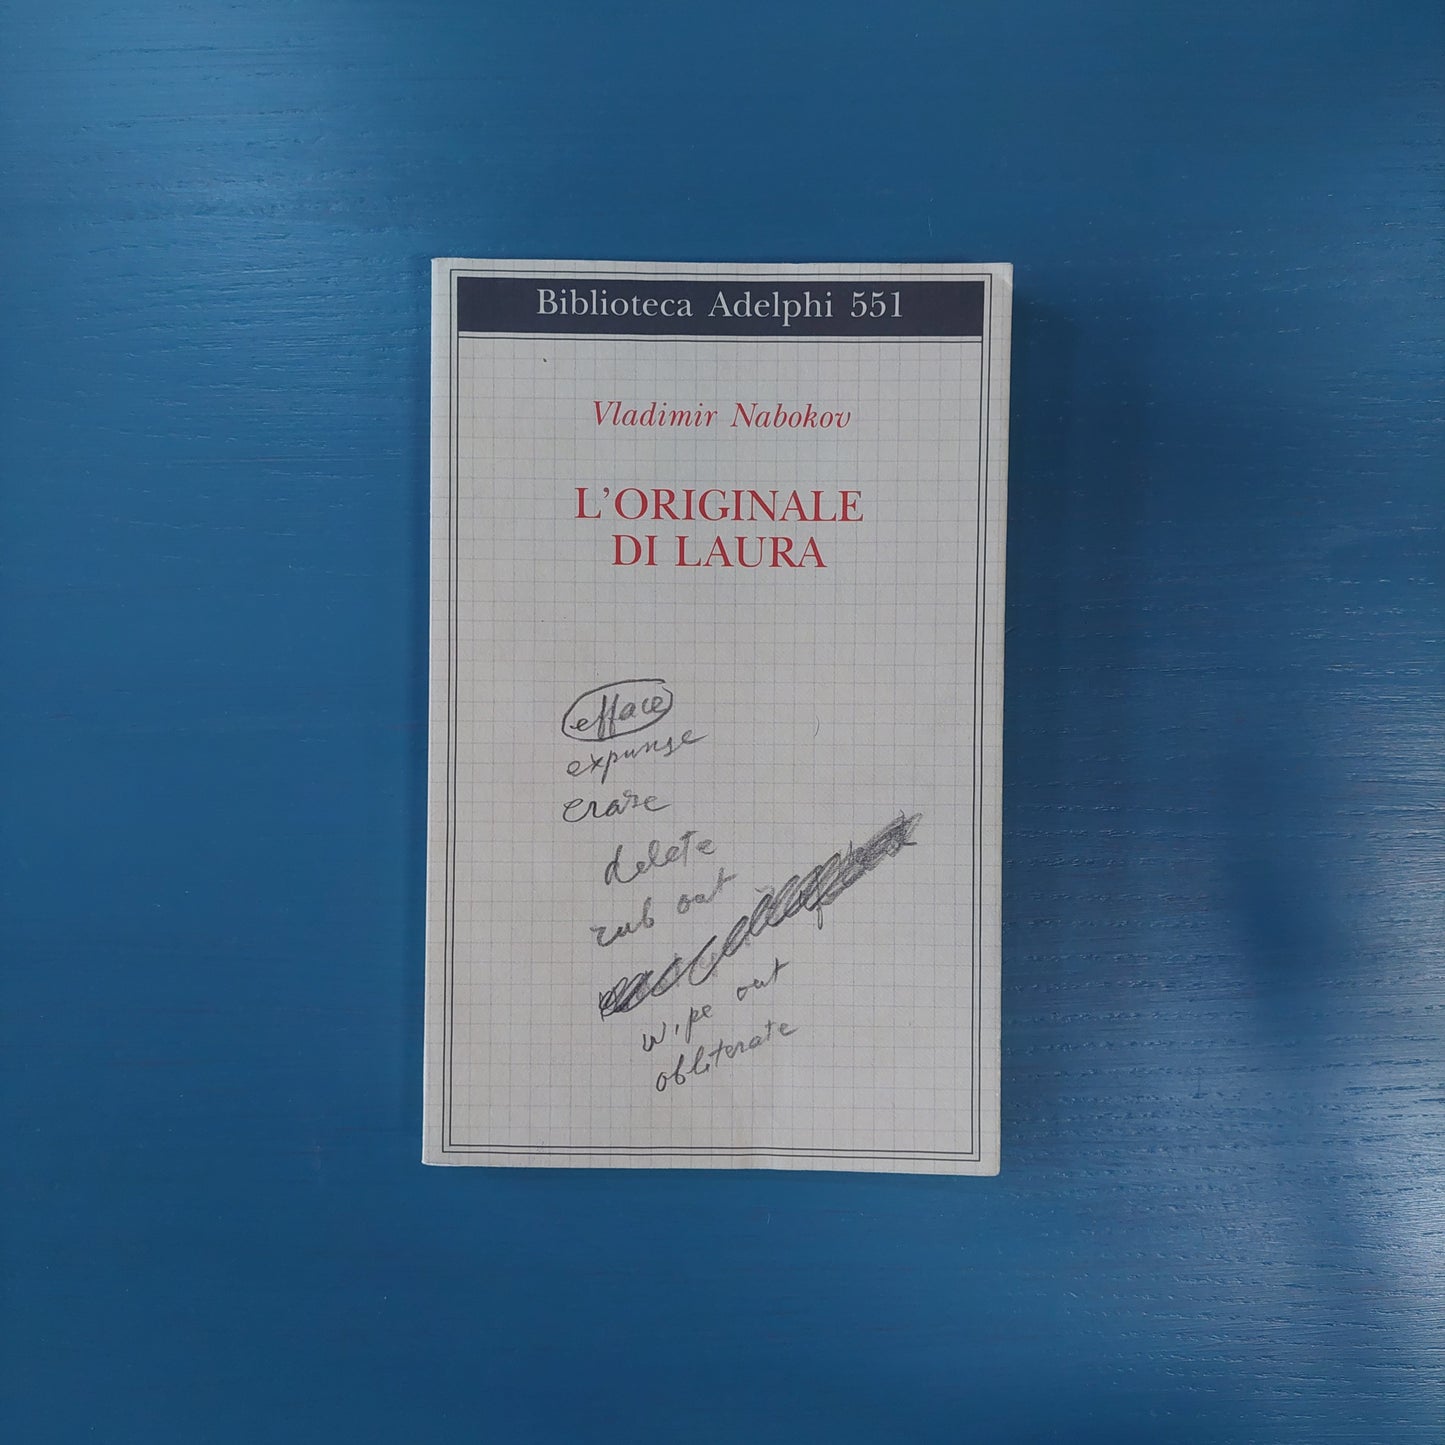 Biblioteca Adelphi 551
Vladimir Nabokov
L'ORIGINALE
DI LAURA
efface
expunge
erase
delete
rub out
wipe out
obliterate